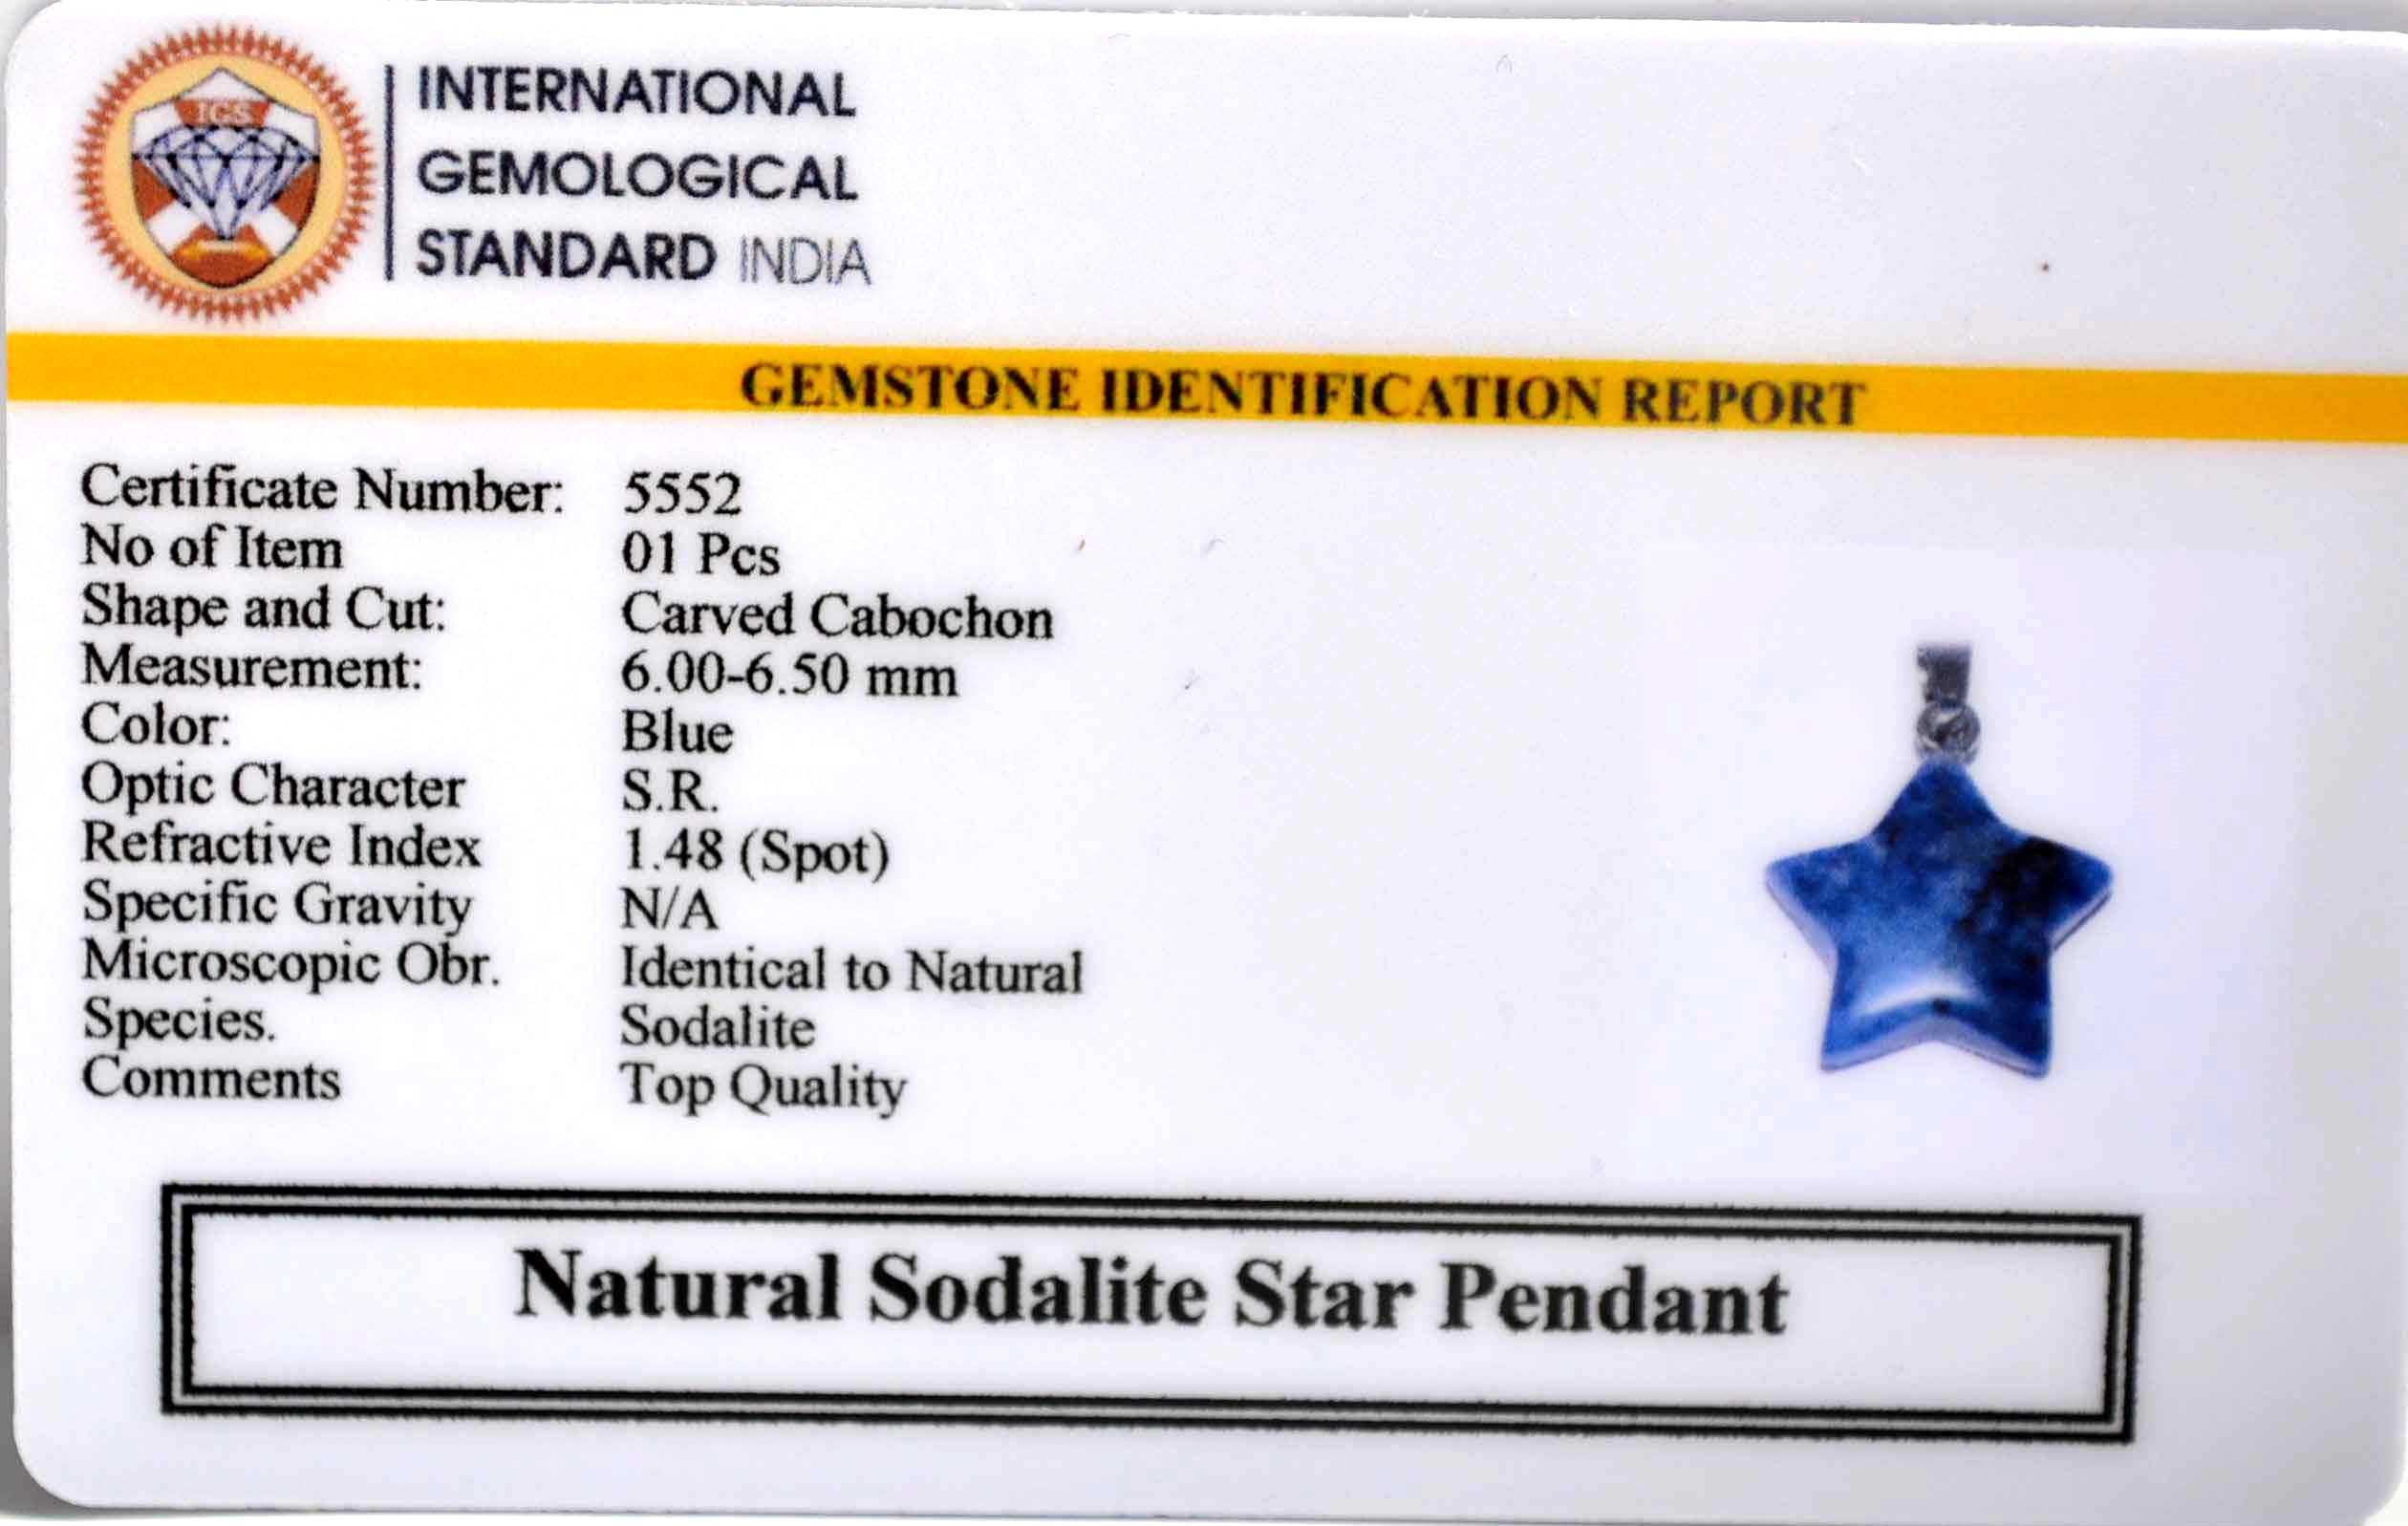 IGS
INTERNATIONAL
GEMOLOGICAL
STANDARD INDIA
GEMSTONE IDENTIFICATION REPORT
Certificate Number: 5552
No of Item 01 Pcs
Shape and Cut: Carved Cabochon
Measurement: 6.00-6.50 mm
Color: Blue
Optic Character S.R.
Refractive Index 1.48 (Spot)
Specific Gravity N/A
Microscopic Obr. Identical to Natural
Species. Sodalite
Comments Top Quality
Natural Sodalite Star Pendant